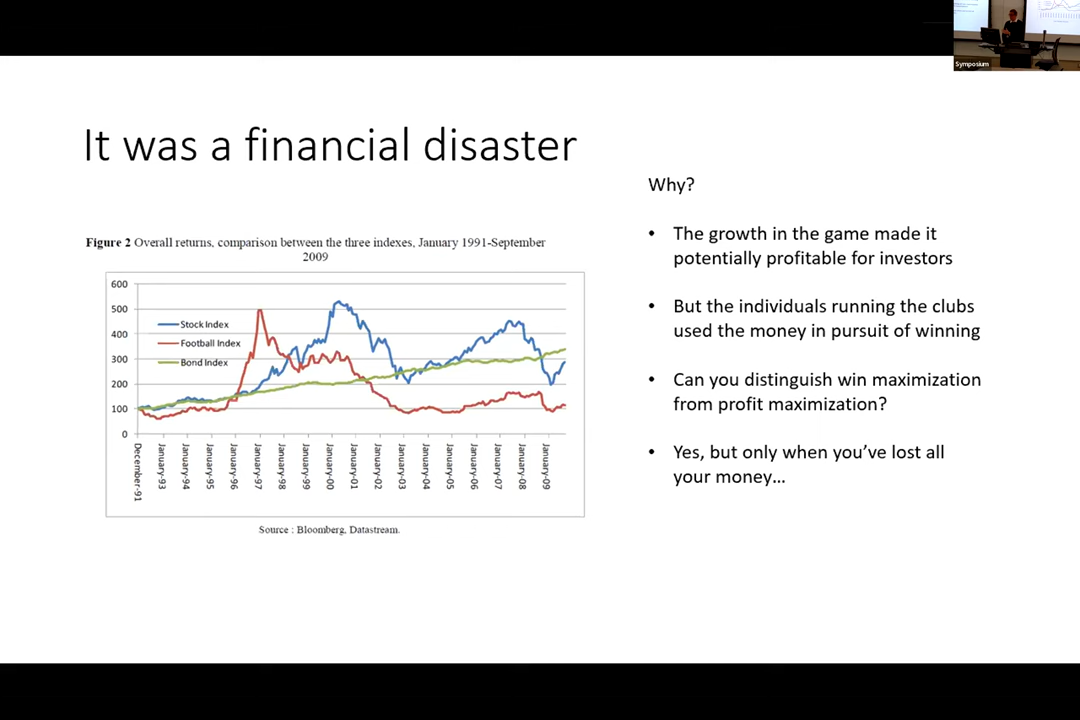 Symposium
It was a financial disaster
Figure 2 Overall returns, comparison between the three indexes, January 1991-September
2009
600
500
400
300
200
100
0
Stock Index
Football Index
Bond Index
December-91
January-93
January-94
January-95
January-96
January-97
January-98
January-99
January-00
January-01
January-02
January-03
January-04
January-05
January-06
January-07
January-08
January-09
Source : Bloomberg, Datastream.
Why?
• The growth in the game made it
potentially profitable for investors
• But the individuals running the clubs
used the money in pursuit of winning
• Can you distinguish win maximization
from profit maximization?
• Yes, but only when you've lost all
your money…